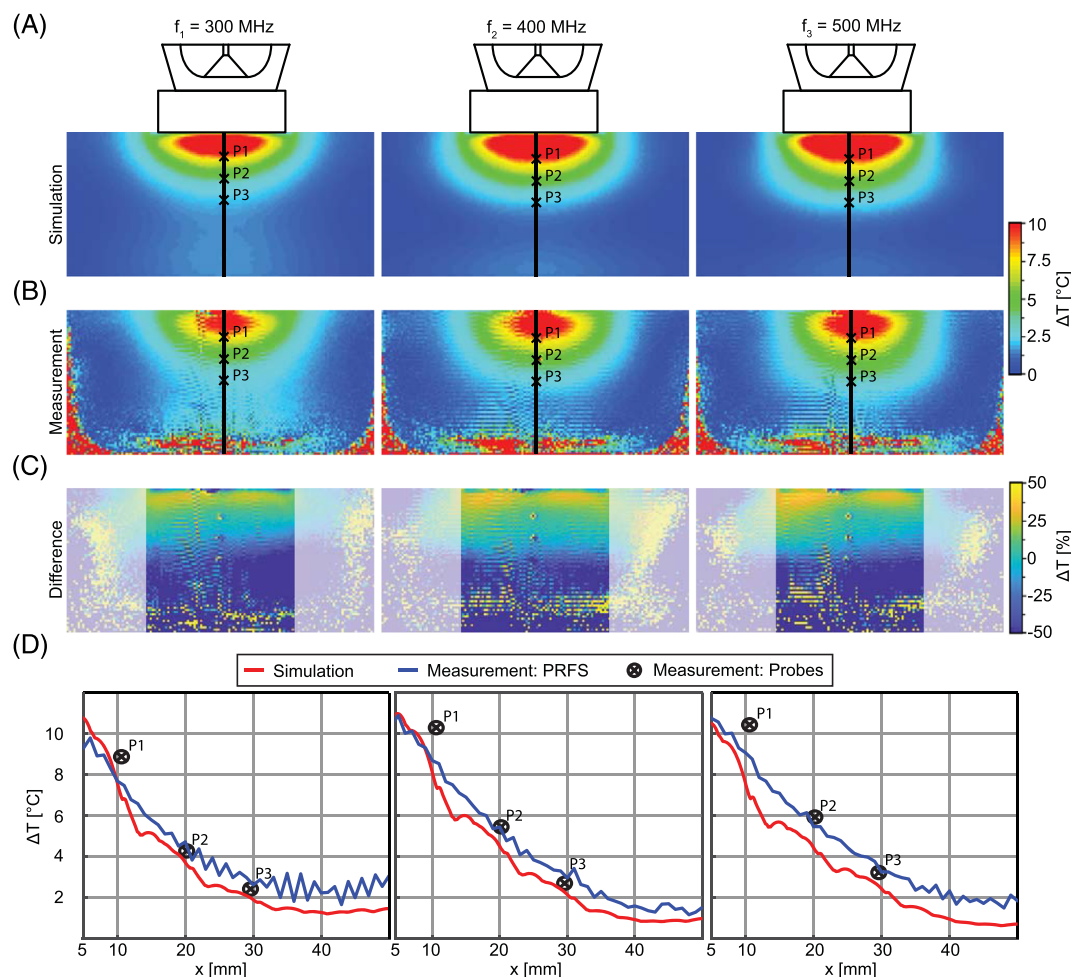 (A)
f₁ = 300 MHz
f₂ = 400 MHz
f₃ = 500 MHz
Simulation
P1
P2
P3
P1
P2
P3
P1
P2
P3
(B)
Measurement
P1
P2
P3
P1
P2
P3
P1
P2
P3
10
7.5
5
2.5
0
ΔT [°C]
(C)
Difference
50
25
0
-25
-50
ΔT [%]
(D)
Simulation
Measurement: PRFS
Measurement: Probes
ΔT [°C]
10
8
6
4
2
P1
P2
P3
P1
P2
P3
P1
P2
P3
5 10 20 30 40
5 10 20 30 40
5 10 20 30 40
x [mm]
x [mm]
x [mm]